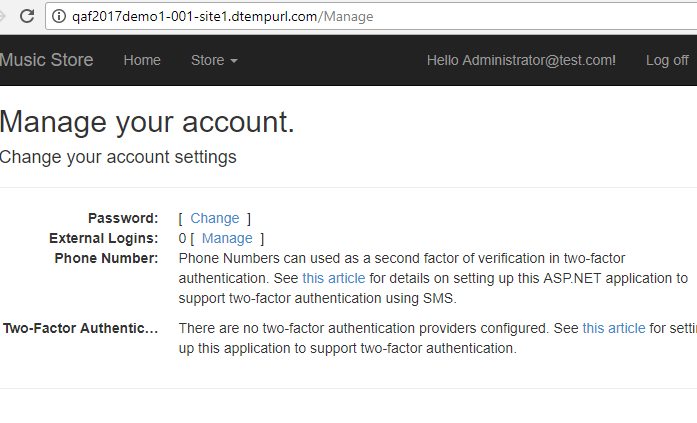 qaf2017demo1-001-site1.dtempurl.com/Manage
Music Store Home Store Hello Administrator@test.com! Log off
Manage your account.
Change your account settings
Password: [ Change ]
External Logins: 0 [ Manage ]
Phone Number: Phone Numbers can used as a second factor of verification in two-factor
authentication. See this article for details on setting up this ASP.NET application to
support two-factor authentication using SMS.
Two-Factor Authentic... There are no two-factor authentication providers configured. See this article for setti
up this application to support two-factor authentication.